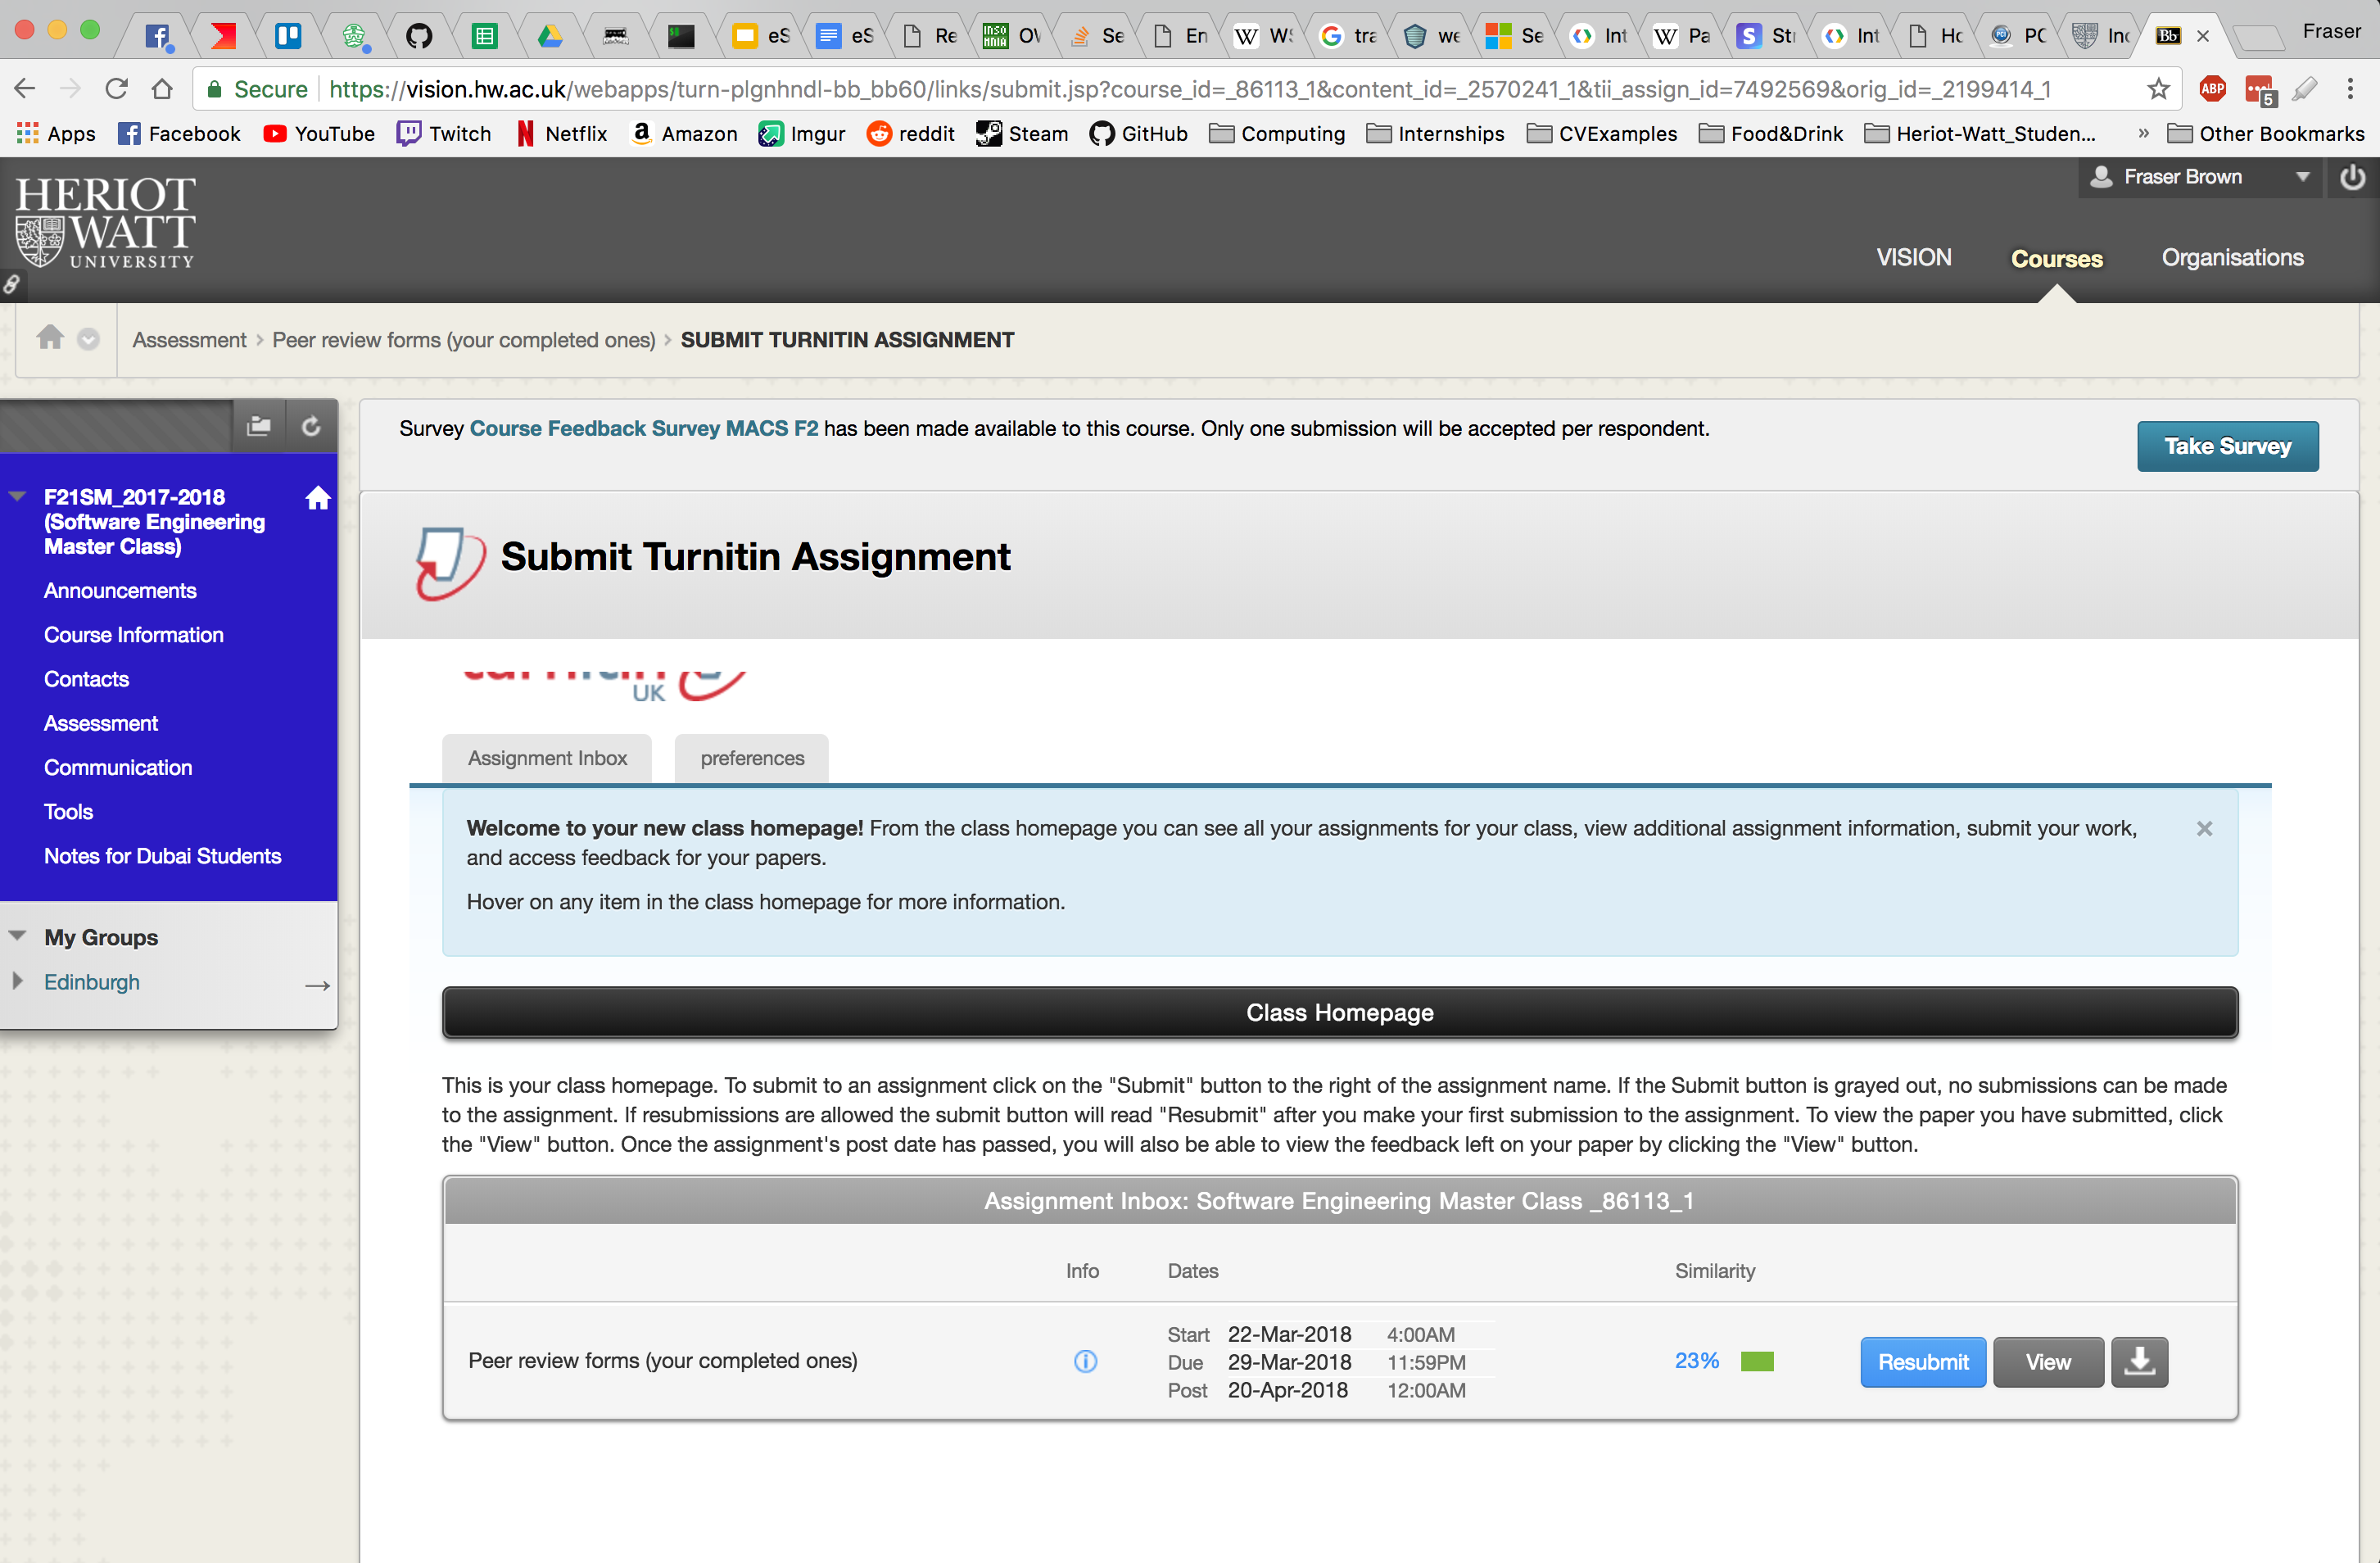 eS
eS
Re
INSO MNIA
Se
En
W
Int
Pa
S
Int
Ho
PC
Inc
Bb
Fraser
Secure
https://vision.hw.ac.uk/webapps/turn-plgnhndl-bb_bb60/links/submit.jsp?course_id=_86113_1&content_id=_2570241_1&tii_assign_id=7492569&orig_id=_2199414_1
ABP
5
Apps Facebook YouTube Twitch Netflix Amazon Imgur reddit Steam GitHub Computing Internships CVExamples Food&Drink Heriot-Watt_Studen... » Other Bookmarks
HERIOT
WATT
UNIVERSITY
Fraser Brown
VISION Courses Organisations
Assessment > Peer review forms (your completed ones) > SUBMIT TURNITIN ASSIGNMENT
Survey Course Feedback Survey MACS F2 has been made available to this course. Only one submission will be accepted per respondent.
Take Survey
F21SM_2017-2018
(Software Engineering
Master Class)
Announcements
Course Information
Contacts
Assessment
Communication
Tools
Notes for Dubai Students
My Groups
Edinburgh
Submit Turnitin Assignment
UK
Assignment Inbox preferences
Welcome to your new class homepage! From the class homepage you can see all your assignments for your class, view additional assignment information, submit your work,
and access feedback for your papers.
Hover on any item in the class homepage for more information.
Class Homepage
This is your class homepage. To submit to an assignment click on the "Submit" button to the right of the assignment name. If the Submit button is grayed out, no submissions can be made
to the assignment. If resubmissions are allowed the submit button will read "Resubmit" after you make your first submission to the assignment. To view the paper you have submitted, click
the "View" button. Once the assignment's post date has passed, you will also be able to view the feedback left on your paper by clicking the "View" button.
Assignment Inbox: Software Engineering Master Class _86113_1
Info Dates Similarity
Peer review forms (your completed ones)
Start 22-Mar-2018 4:00AM
Due 29-Mar-2018 11:59PM
Post 20-Apr-2018 12:00AM
23%
Resubmit View